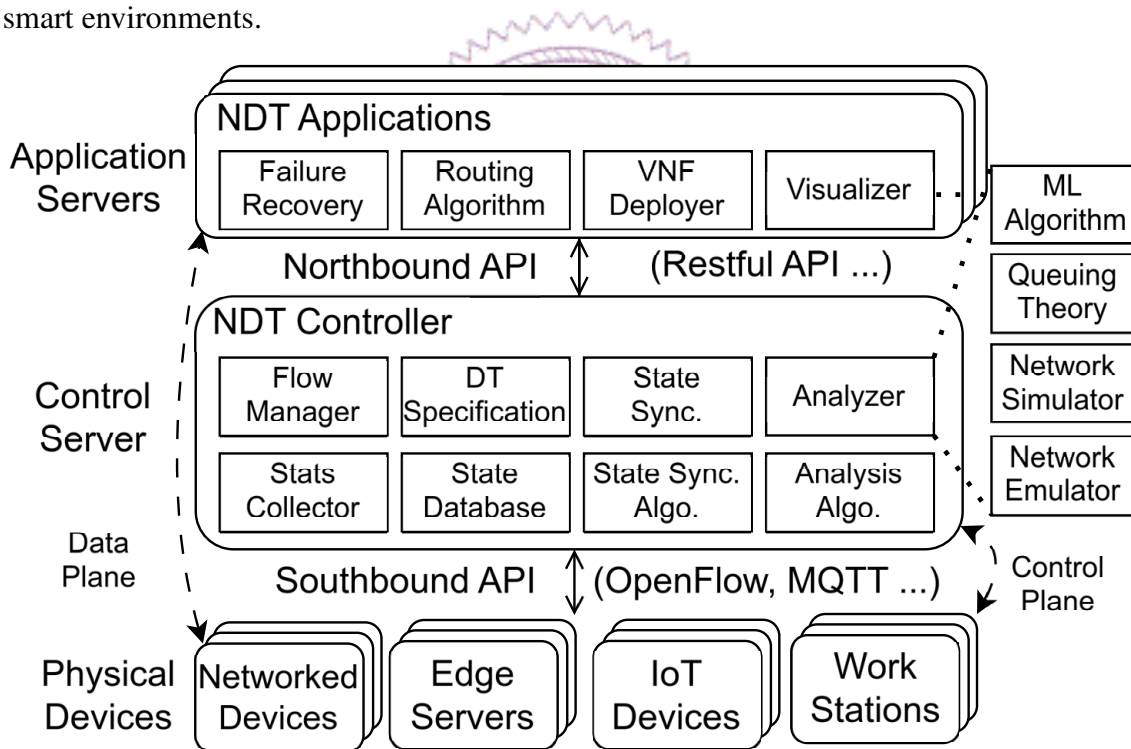 smart environments.
NDT Applications
Application
Servers
Failure
Recovery
Routing
Algorithm
VNF
Deployer
Visualizer
ML
Algorithm
Queuing
Theory
Network
Simulator
Network
Emulator
Northbound API
(Restful API ...)
NDT Controller
Control
Server
Flow
Manager
DT
Specification
State
Sync.
Analyzer
Stats
Collector
State
Database
State Sync.
Algo.
Analysis
Algo.
Data
Plane
Southbound API
(OpenFlow, MQTT ...)
Control
Plane
Physical
Devices
Networked
Devices
Edge
Servers
IoT
Devices
Work
Stations